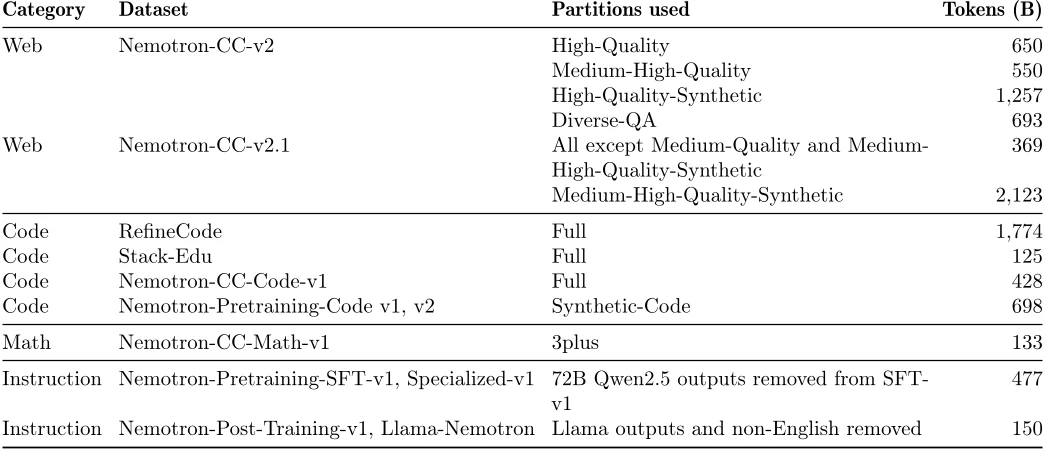 Category Dataset Partitions used Tokens (B)
Web Nemotron-CC-v2 High-Quality 650
Medium-High-Quality 550
High-Quality-Synthetic 1,257
Diverse-QA 693
Web Nemotron-CC-v2.1 All except Medium-Quality and Medium- 369
High-Quality-Synthetic
Medium-High-Quality-Synthetic 2,123
Code RefineCode Full 1,774
Code Stack-Edu Full 125
Code Nemotron-CC-Code-v1 Full 428
Code Nemotron-Pretraining-Code v1, v2 Synthetic-Code 698
Math Nemotron-CC-Math-v1 3plus 133
Instruction Nemotron-Pretraining-SFT-v1, Specialized-v1 72B Qwen2.5 outputs removed from SFT- 477
v1
Instruction Nemotron-Post-Training-v1, Llama-Nemotron Llama outputs and non-English removed 150